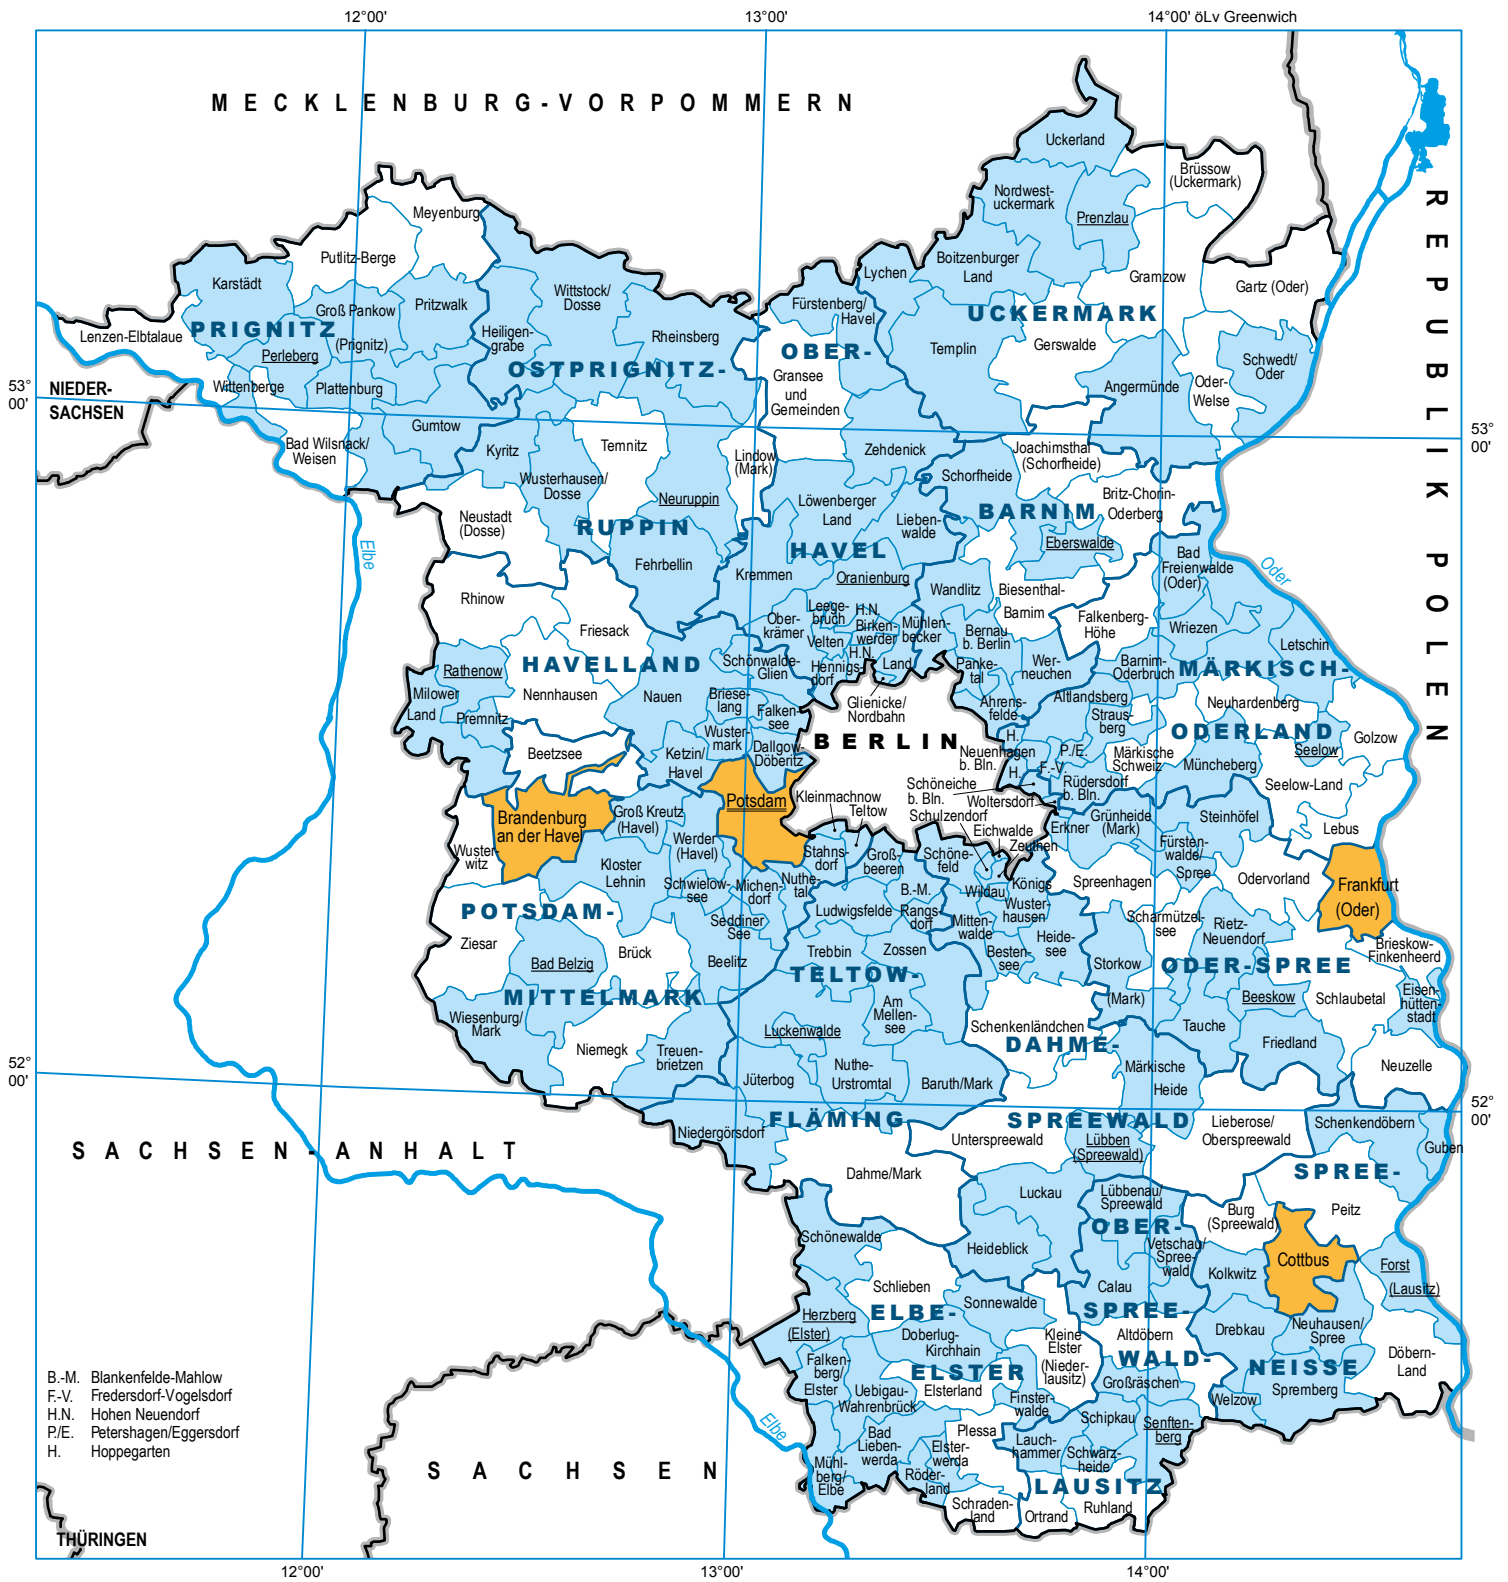 12°00'
13°00'
14°00' öLv Greenwich
MECKLENBURG-VORPOMMERN
REPUBLIK POLEN
Uckerland
Brüssow
(Uckermark)
Nordwest-
uckermark
Prenzlau
Meyenburg
Putlitz-Berge
Boitzenburger
Land
Lychen
Gramzow
Gartz (Oder)
Karstädt
Groß Pankow
(Prignitz)
Pritzwalk
Wittstock/
Dosse
Fürstenberg/
Havel
UCKERMARK
Lenzen-Elbtalaue
PRIGNITZ
Perleberg
Heiligen-
grabe
Rheinsberg
OSTPRIGNITZ-
OBER-
Gransee
und
Gemeinden
Templin
Gerswalde
Schwedt/
Oder
Angermünde
Oder-
Welse
53°
00'
NIEDER-
SACHSEN
Wittenberge
Plattenburg
Gumtow
Bad Wilsnack/
Weisen
Kyritz
Temnitz
Lindow
(Mark)
Zehdenick
Joachimsthal
(Schorfheide)
53°
00'
Schorfheide
Wusterhausen/
Dosse
Neuruppin
Löwenberger
Land
Britz-Chorin-
Oderberg
BARNIM
Neustadt
(Dosse)
RUPPIN
Lieben-
walde
Eberswalde
HAVEL
Elbe
Fehrbellin
Kremmen
Oranienburg
Bad
Freienwalde
(Oder)
Oder
Rhinow
Wandlitz
Biesenthal-
Barnim
Falkenberg-
Höhe
Friesack
Ober-
krämer
Leege-
bruch
H.N.
Birken-
werder
Velten
H.N.
Mühlen-
becker
Land
Bernau
b. Berlin
Wriezen
Letschin
HAVELLAND
Rathenow
Schönwalde-
Glien
Hennigs-
dorf
Panke-
tal
Wer-
neuchen
Barnim-
Oderbruch
MÄRKISCH-
Milower
Land
Premnitz
Nennhausen
Nauen
Briese-
lang
Falken-
see
Glienicke/
Nordbahn
Ahrens-
felde
Altlandsberg
Neuhardenberg
Straus-
berg
ODERLAND
Seelow
Golzow
BERLIN
Beetzsee
Ketzin/
Havel
Wuster-
mark
Dallgow-
Döberitz
Neuenhagen
b. Bln.
H.
H.
P./E.
F.-V.
Märkische
Schweiz
Müncheberg
Seelow-Land
Rüdersdorf
b. Bln.
Schöneiche
b. Bln.
Woltersdorf
Schulzendorf
Eichwalde
Zeuthen
Erkner
Grünheide
(Mark)
Steinhöfel
Lebus
Brandenburg
an der Havel
Potsdam
Kleinmachnow
Teltow
Groß Kreutz
(Havel)
Werder
(Havel)
Stahns-
dorf
Groß-
beeren
Schöne-
feld
Wuster-
witz
Kloster
Lehnin
Schwielow-
see
Michen-
dorf
Nuthe-
tal
B.-M.
Wildau
Königs
Wuster-
hausen
Spreenhagen
Fürsten-
walde/
Spree
Odervorland
Frankfurt
(Oder)
POTSDAM-
Seddiner
See
Ludwigsfelde
Rangs-
dorf
Mitten-
walde
Scharmützel-
see
Rietz-
Neuendorf
Brieskow-
Finkenheerd
Ziesar
Bad Belzig
Brück
Beelitz
Trebbin
Zossen
Besten-
see
Heide-
see
Storkow
(Mark)
ODER-SPREE
TELTOW-
MITTELMARK
Beeskow
Schlaubetal
Eisen-
hütten-
stadt
Wiesenburg/
Mark
Luckenwalde
Am
Mellen-
see
Schenkenländchen
DAHME-
Tauche
Friedland
Niemegk
Treuen-
brietzen
Jüterbog
Nuthe-
Urstromtal
Baruth/Mark
Märkische
Heide
Neuzelle
52°
00'
52°
00'
FLÄMING
SPREEWALD
Niedergörsdorf
Unterspreewald
Lübben
(Spreewald)
Lieberose/
Oberspreewald
Schenkendöbern
Guben
SACHSEN-ANHALT
Dahme/Mark
SPREE-
Luckau
Lübbenau/
Spreewald
OBER-
Burg
(Spreewald)
Peitz
Schönewalde
Heideblick
Vetschau/
Spree-
wald
Kolkwitz
Cottbus
Forst
(Lausitz)
Schlieben
Calau
Sonnewalde
SPREE-
Herzberg
(Elster)
ELBE-
Doberlug-
Kirchhain
Kleine
Elster
(Nieder-
lausitz)
Altdöbern
WALD-
Drebkau
Neuhausen/
Spree
Döbern-
Land
ELSTER
Falken-
berg/
Elster
Uebigau-
Wahrenbrück
Elsterland
Großräschen
NEISSE
Finster-
walde
Welzow
Spremberg
B.-M. Blankenfelde-Mahlow
F.-V. Fredersdorf-Vogelsdorf
H.N. Hohen Neuendorf
P./E. Petershagen/Eggersdorf
H. Hoppegarten
Elbe
Plessa
Schipkau
Senften-
berg
Bad
Lieben-
werda
Elster-
werda
Lauch-
hammer
Schwarz-
heide
SACHSEN
Mühl-
berg/
Elbe
Röder-
land
LAUSITZ
Schraden-
land
Ortrand
Ruhland
THÜRINGEN
12°00'
13°00'
14°00'